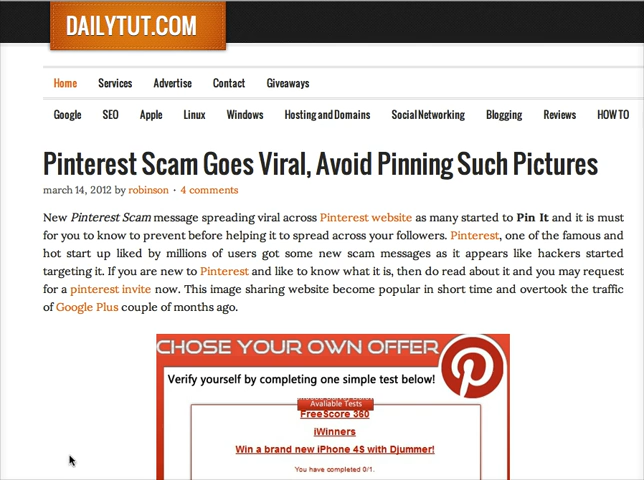 DAILYTUT.COM
Home Services Advertise Contact Giveaways
Google SEO Apple Linux Windows Hosting and Domains Social Networking Blogging Reviews HOW TO
Pinterest Scam Goes Viral, Avoid Pinning Such Pictures
march 14, 2012 by robinson · 4 comments
New Pinterest Scam message spreading viral across Pinterest website as many started to Pin It and it is must
for you to know to prevent before helping it to spread across your followers. Pinterest, one of the famous and
hot start up liked by millions of users got some new scam messages as it appears like hackers started
targeting it. If you are new to Pinterest and like to know what it is, then do read about it and you may request
for a pinterest invite now. This image sharing website become popular in short time and overtook the traffic
of Google Plus couple of months ago.
CHOSE YOUR OWN OFFER
Verify yourself by completing one simple test below!
Available Tests
FreeScore 360
iWinners
Win a brand new iPhone 4S with Djummer!
You have completed 0/1.